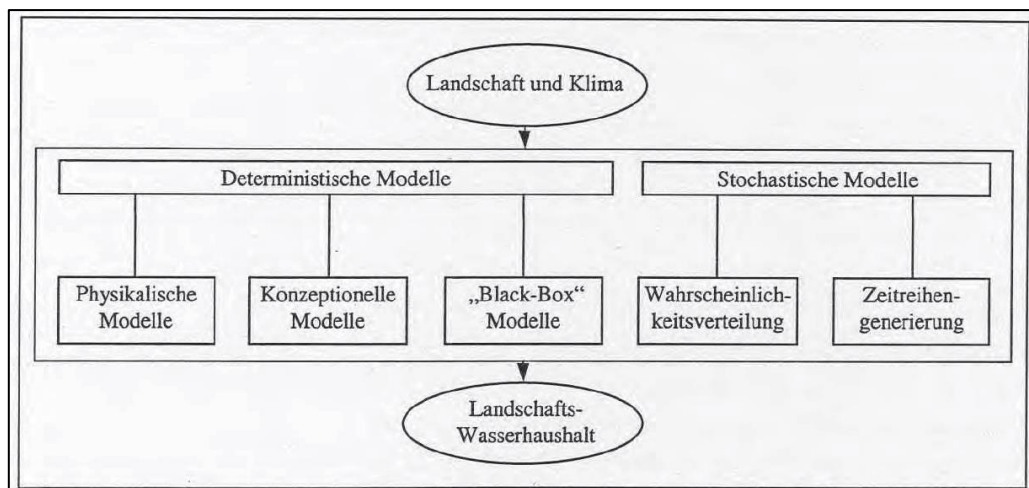 Landschaft und Klima
Deterministische Modelle
Stochastische Modelle
Physikalische
Modelle
Konzeptionelle
Modelle
„Black-Box“
Modelle
Wahrscheinlich-
keitsverteilung
Zeitreihen-
generierung
Landschafts-
Wasserhaushalt